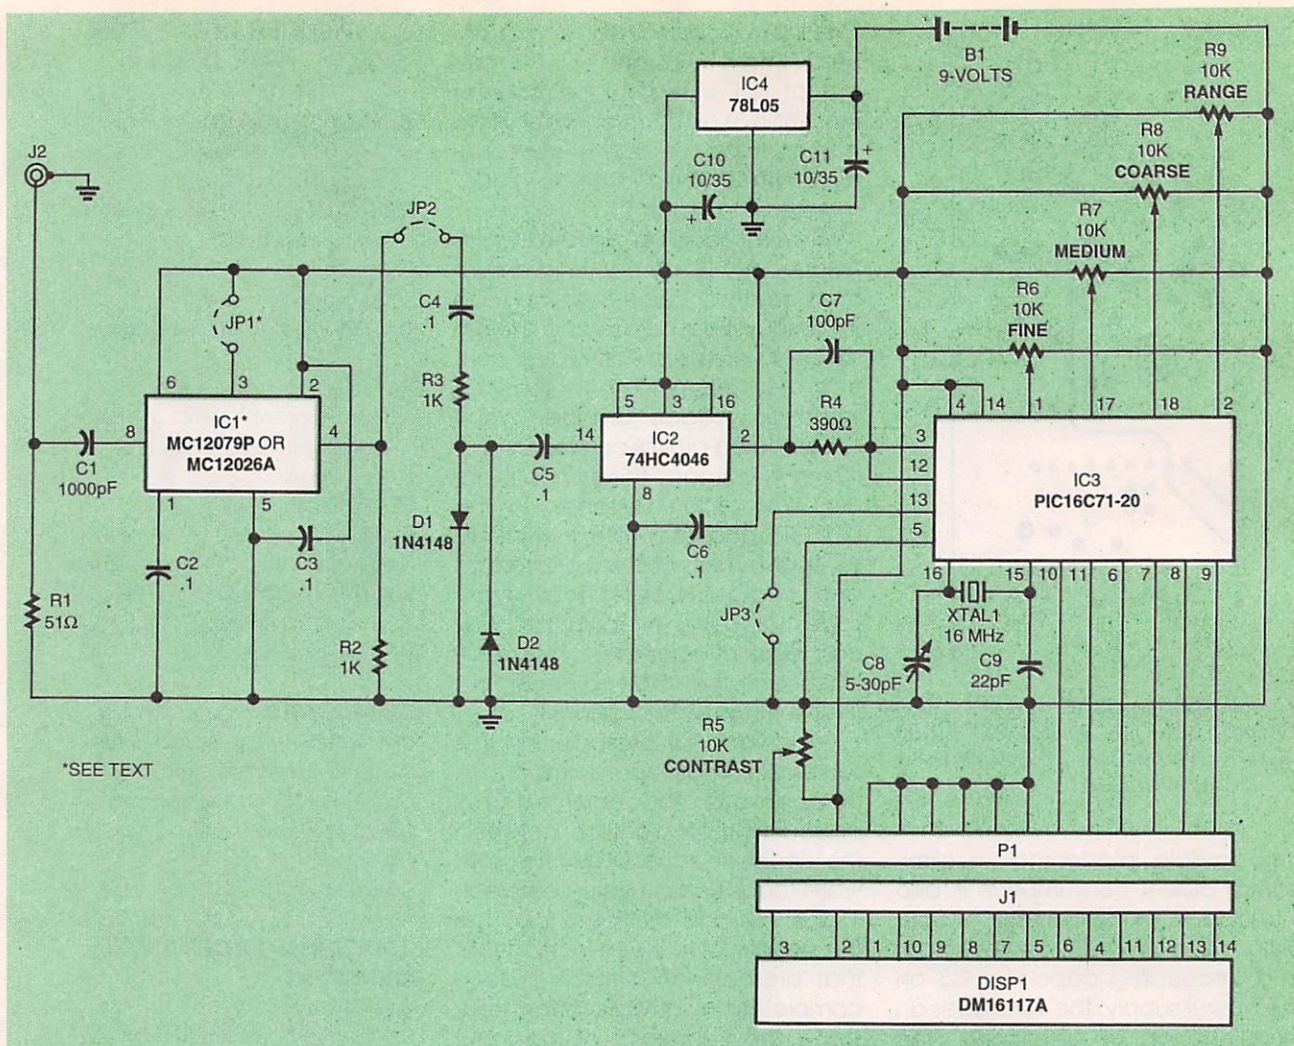 B1
9-VOLTS
R9
10K
RANGE
IC4
78L05
R8
10K
COARSE
J2
C10
10/35
+
C11
10/35
+
JP2
R7
10K
MEDIUM
C4
.1
C7
100pF
R6
10K
FINE
JP1*
R3
1K
R4
390Ω
6
3
2
5
3
16
4
14
1
17
18
2
IC1*
MC12079P OR
MC12026A
8
4
1
5
C1
1000pF
C5
.1
14
IC2
74HC4046
2
8
3
12
13
5
IC3
PIC16C71-20
16
15
10
11
6
7
8
9
D1
1N4148
C2
.1
C3
.1
C6
.1
R1
51Ω
R2
1K
D2
1N4148
JP3
XTAL1
16 MHz
C8
5-30pF
C9
22pF
R5
10K
CONTRAST
*SEE TEXT
P1
J1
3
2
1
10
9
8
7
5
6
4
11
12
13
14
DISP1
DM16117A